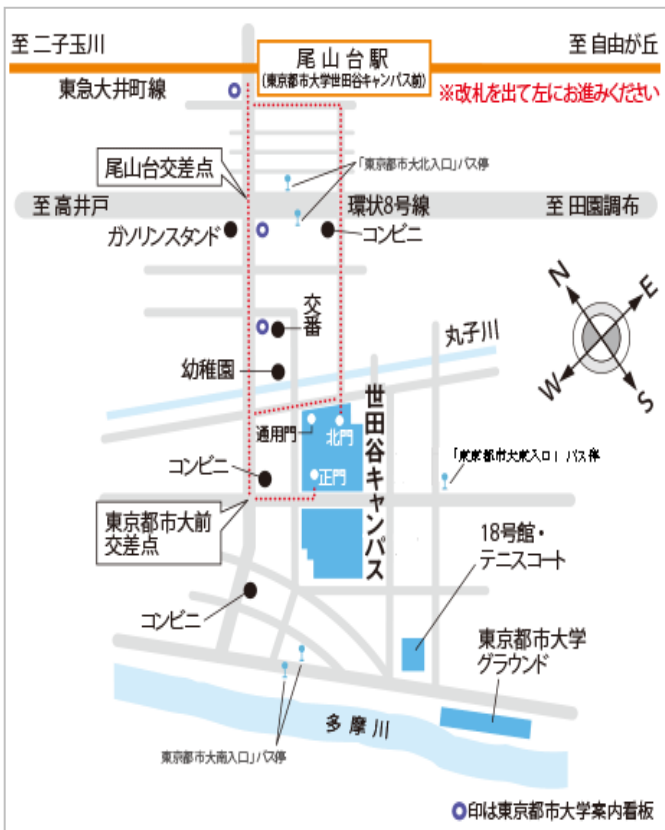 至 二子玉川
尾山台駅
(東京都市大学世田谷キャンパス前)
至 自由が丘
東急大井町線
※改札を出て左にお進みください
尾山台交差点
「東京都市大北入口」バス停
至 高井戸
環状8号線
至 田園調布
ガソリンスタンド
コンビニ
N
E
W
S
交番
丸子川
幼稚園
世田谷キャンパス
通用門
北門
コンビニ
正門
「東京都市大東入口」バス停
東京都市大前
交差点
18号館・
テニスコート
コンビニ
東京都市大学
グラウンド
多摩川
東京都市大南入口」バス停
印は東京都市大学案内看板